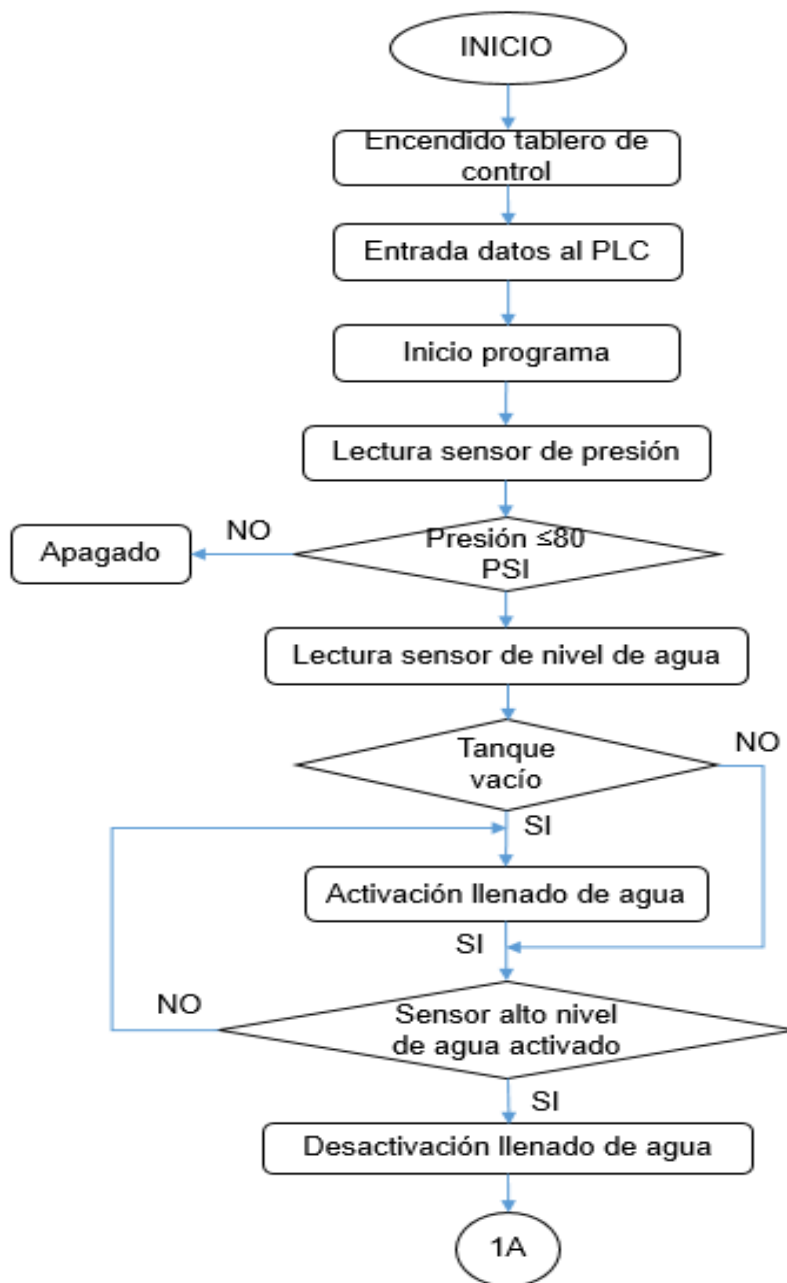 INICIO
Encendido tablero de
control
Entrada datos al PLC
Inicio programa
Lectura sensor de presión
NO
Apagado
Presión ≤80
PSI
Lectura sensor de nivel de agua
Tanque
vacío
NO
SI
Activación llenado de agua
SI
NO
Sensor alto nivel
de agua activado
SI
Desactivación llenado de agua
1A